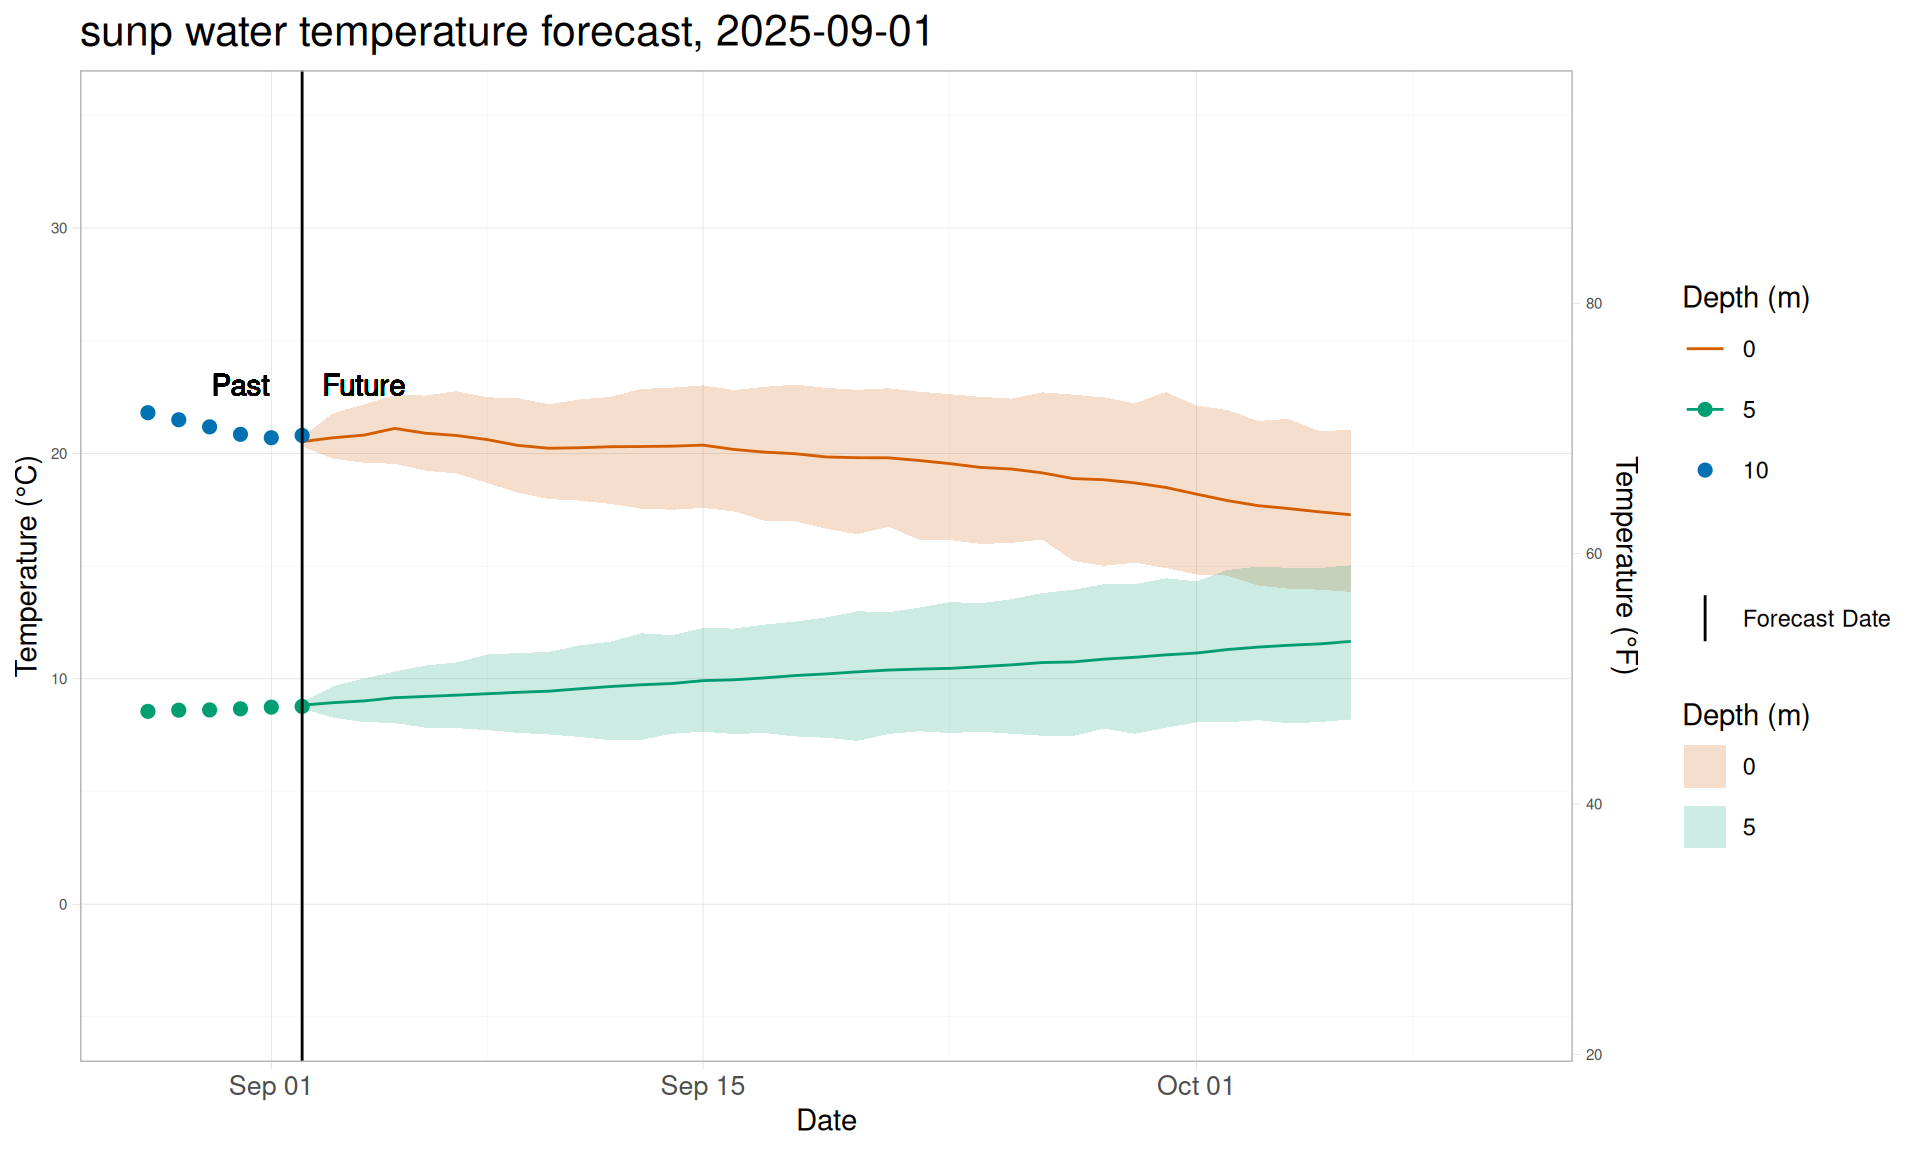 sunp water temperature forecast, 2025-09-01
Temperature (°C)
30
20
10
0
Past
Future
Sep 01
Sep 15
Oct 01
Date
80
60
40
20
Temperature (°F)
Depth (m)
0
5
10
Forecast Date
Depth (m)
0
5